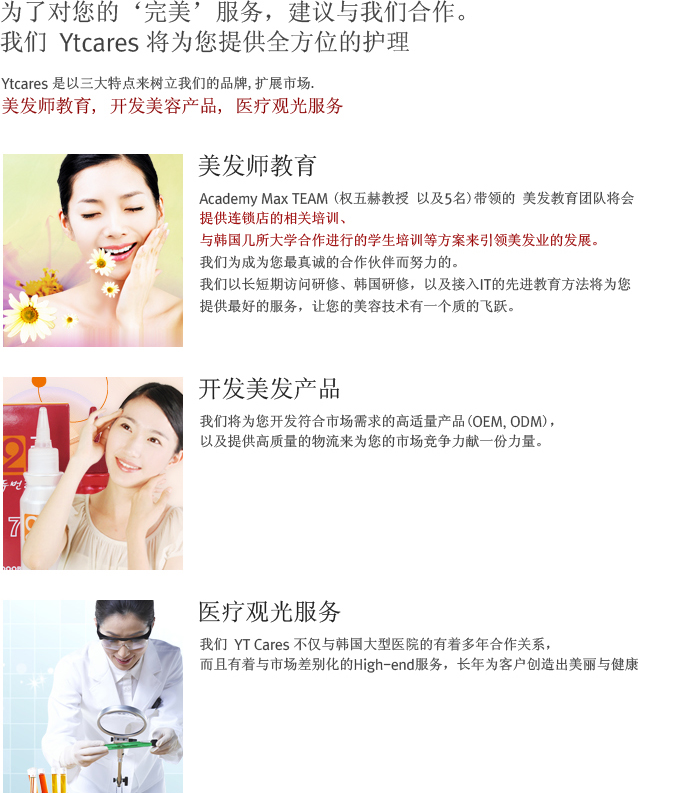 为了对您的‘完美’服务，建议与我们合作。
我们 Ytcares 将为您提供全方位的护理
Ytcares 是以三大特点来树立我们的品牌, 扩展市场.
美发师教育, 开发美容产品, 医疗观光服务
美发师教育
Academy Max TEAM（权五赫教授 以及5名）带领的 美发教育团队将会
提供连锁店的相关培训、
与韩国几所大学合作进行的学生培训等方案来引领美发业的发展。
我们为成为您最真诚的合作伙伴而努力的。
我们以长短期访问研修、韩国研修，以及接入IT的先进教育方法将为您
提供最好的服务，让您的美容技术有一个质的飞跃。
开发美发产品
我们将为您开发符合市场需求的高适量产品（OEM, ODM），
以及提供高质量的物流来为您的市场竞争力献一份力量。
医疗观光服务
我们 YT Cares 不仅与韩国大型医院的有着多年合作关系，
而且有着与市场差别化的High-end服务，长年为客户创造出美丽与健康